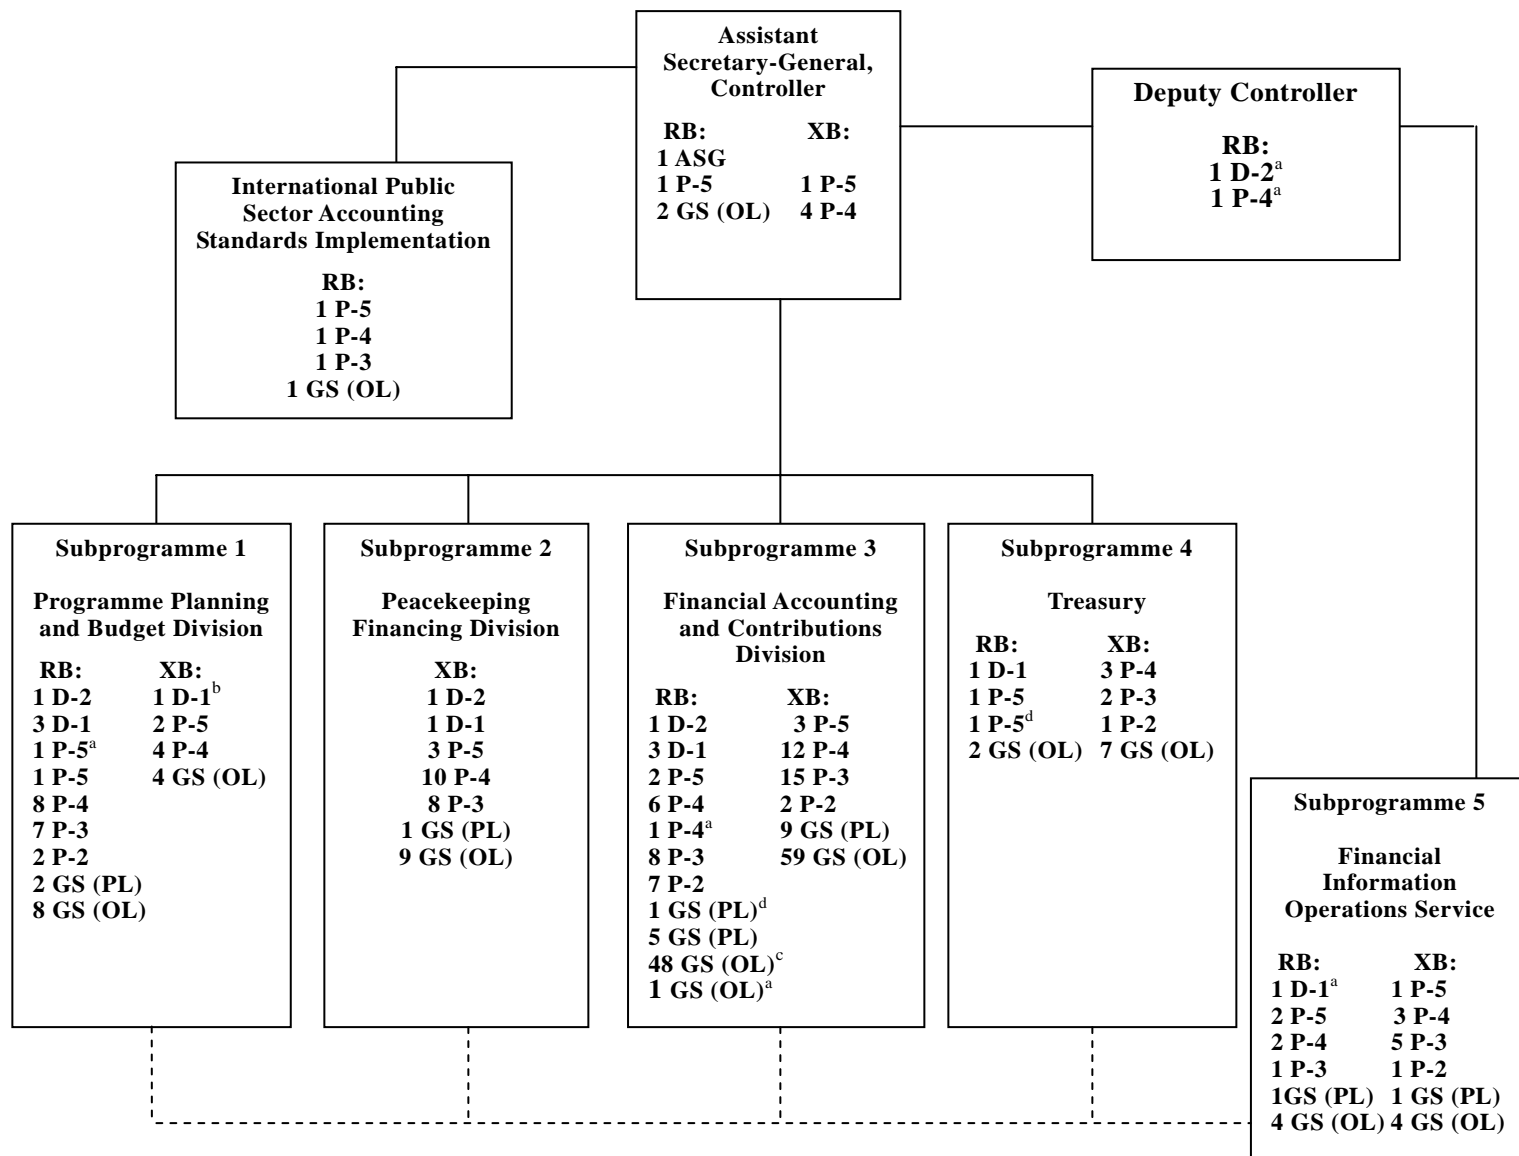 Assistant
Secretary-General,
Controller
RB: XB:
1 ASG
1 P-5 1 P-5
2 GS (OL) 4 P-4
Deputy Controller
RB:
1 D-2ᵃ
1 P-4ᵃ
International Public
Sector Accounting
Standards Implementation
RB:
1 P-5
1 P-4
1 P-3
1 GS (OL)
Subprogramme 1
Programme Planning
and Budget Division
RB: XB:
1 D-2 1 D-1ᵇ
3 D-1 2 P-5
1 P-5ᵃ 4 P-4
1 P-5 4 GS (OL)
8 P-4
7 P-3
2 P-2
2 GS (PL)
8 GS (OL)
Subprogramme 2
Peacekeeping
Financing Division
XB:
1 D-2
1 D-1
3 P-5
10 P-4
8 P-3
1 GS (PL)
9 GS (OL)
Subprogramme 3
Financial Accounting
and Contributions
Division
RB: XB:
1 D-2 3 P-5
3 D-1 12 P-4
2 P-5 15 P-3
6 P-4 2 P-2
1 P-4ᵃ 9 GS (PL)
8 P-3 59 GS (OL)
7 P-2
1 GS (PL)ᵈ
5 GS (PL)
48 GS (OL)ᶜ
1 GS (OL)ᵃ
Subprogramme 4
Treasury
RB: XB:
1 D-1 3 P-4
1 P-5 2 P-3
1 P-5ᵈ 1 P-2
2 GS (OL) 7 GS (OL)
Subprogramme 5
Financial
Information
Operations Service
RB: XB:
1 D-1ᵃ 1 P-5
2 P-5 3 P-4
2 P-4 5 P-3
1 P-3 1 P-2
1GS (PL) 1 GS (PL)
4 GS (OL) 4 GS (OL)